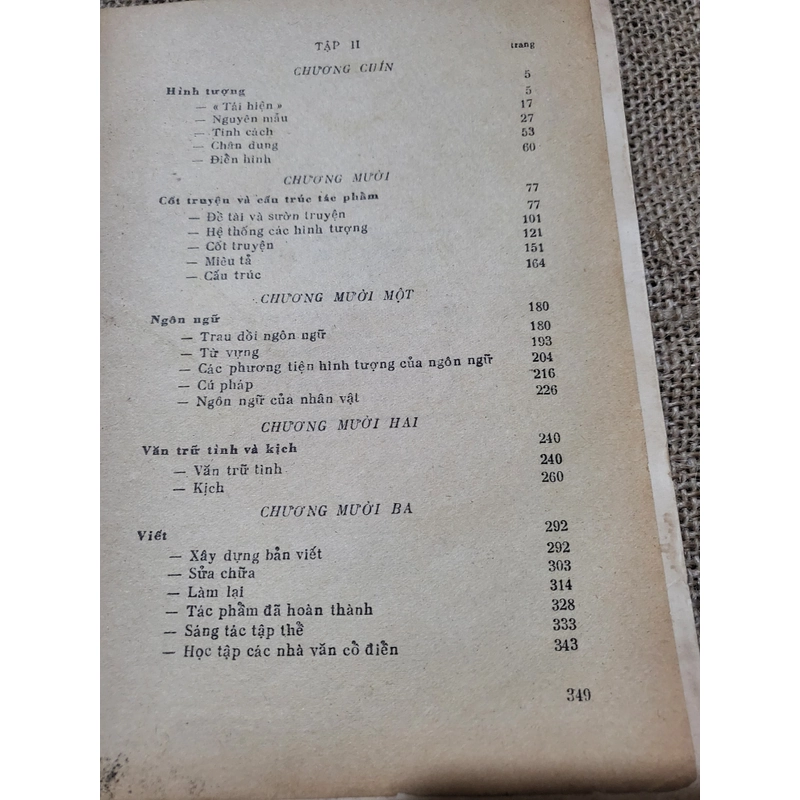 TẬP II trang
CHƯƠNG CHÍN
Hình tượng 5
— « Tái hiện » 5
— Nguyên mẫu 17
— Tính cách 27
— Chân dung 53
— Điển hình 60
CHƯƠNG MƯỜI
Cốt truyện và cấu trúc tác phẩm 77
— Đề tài và sườn truyện 77
— Hệ thống các hình tượng 101
— Cốt truyện 121
— Miêu tả 151
— Cấu trúc 164
CHƯƠNG MƯỜI MỘT
Ngôn ngữ 180
— Trau dồi ngôn ngữ 180
— Từ vựng 193
— Các phương tiện hình tượng của ngôn ngữ 204
— Cú pháp 216
— Ngôn ngữ của nhân vật 226
CHƯƠNG MƯỜI HAI
Văn trữ tình và kịch 240
— Văn trữ tình 240
— Kịch 260
CHƯƠNG MƯỜI BA
Viết 292
— Xây dựng bản viết 292
— Sửa chữa 303
— Làm lại 314
— Tác phẩm đã hoàn thành 328
— Sáng tác tập thể 333
— Học tập các nhà văn cổ điển 343
349